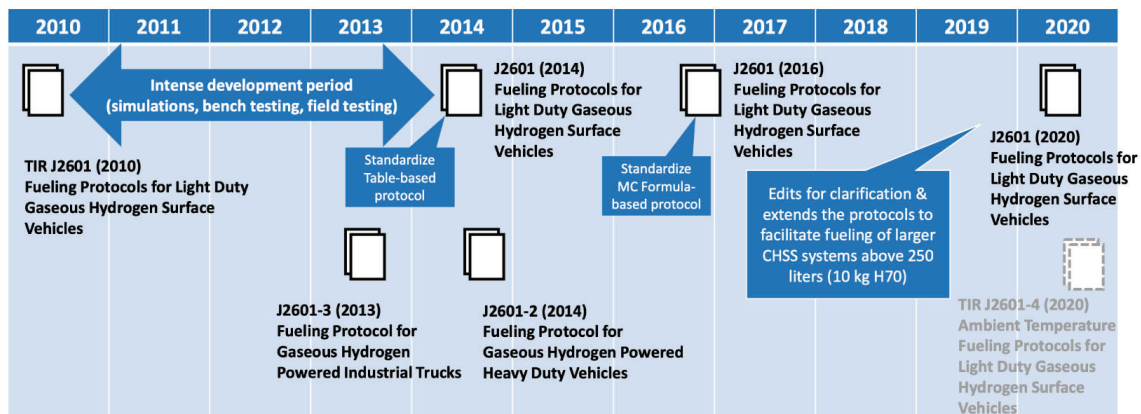 2010 2011 2012 2013 2014 2015 2016 2017 2018 2019 2020
Intense development period
(simulations, bench testing, field testing)
TIR J2601 (2010)
Fueling Protocols for Light Duty
Gaseous Hydrogen Surface
Vehicles
Standardize
Table-based
protocol
J2601 (2014)
Fueling Protocols for
Light Duty Gaseous
Hydrogen Surface
Vehicles
Standardize
MC Formula-
based protocol
J2601 (2016)
Fueling Protocols for
Light Duty Gaseous
Hydrogen Surface
Vehicles
Edits for clarification &
extends the protocols to
facilitate fueling of larger
CHSS systems above 250
liters (10 kg H70)
J2601 (2020)
Fueling Protocols for
Light Duty Gaseous
Hydrogen Surface
Vehicles
J2601-3 (2013)
Fueling Protocol for
Gaseous Hydrogen
Powered Industrial Trucks
J2601-2 (2014)
Fueling Protocol for
Gaseous Hydrogen Powered
Heavy Duty Vehicles
TIR J2601-4 (2020)
Ambient Temperature
Fueling Protocols for
Light Duty Gaseous
Hydrogen Surface
Vehicles